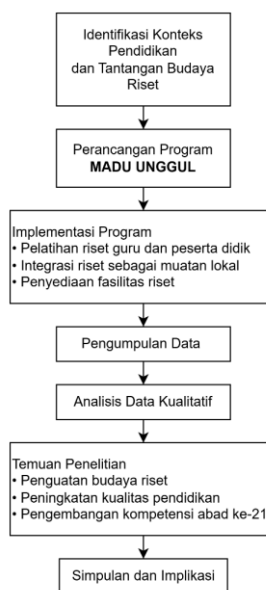 Identifikasi Konteks
Pendidikan
dan Tantangan Budaya
Riset
Perancangan Program
MADU UNGGUL
Implementasi Program
• Pelatihan riset guru dan peserta didik
• Integrasi riset sebagai muatan lokal
• Penyediaan fasilitas riset
Pengumpulan Data
Analisis Data Kualitatif
Temuan Penelitian
• Penguatan budaya riset
• Peningkatan kualitas pendidikan
• Pengembangan kompetensi abad ke-21
Simpulan dan Implikasi